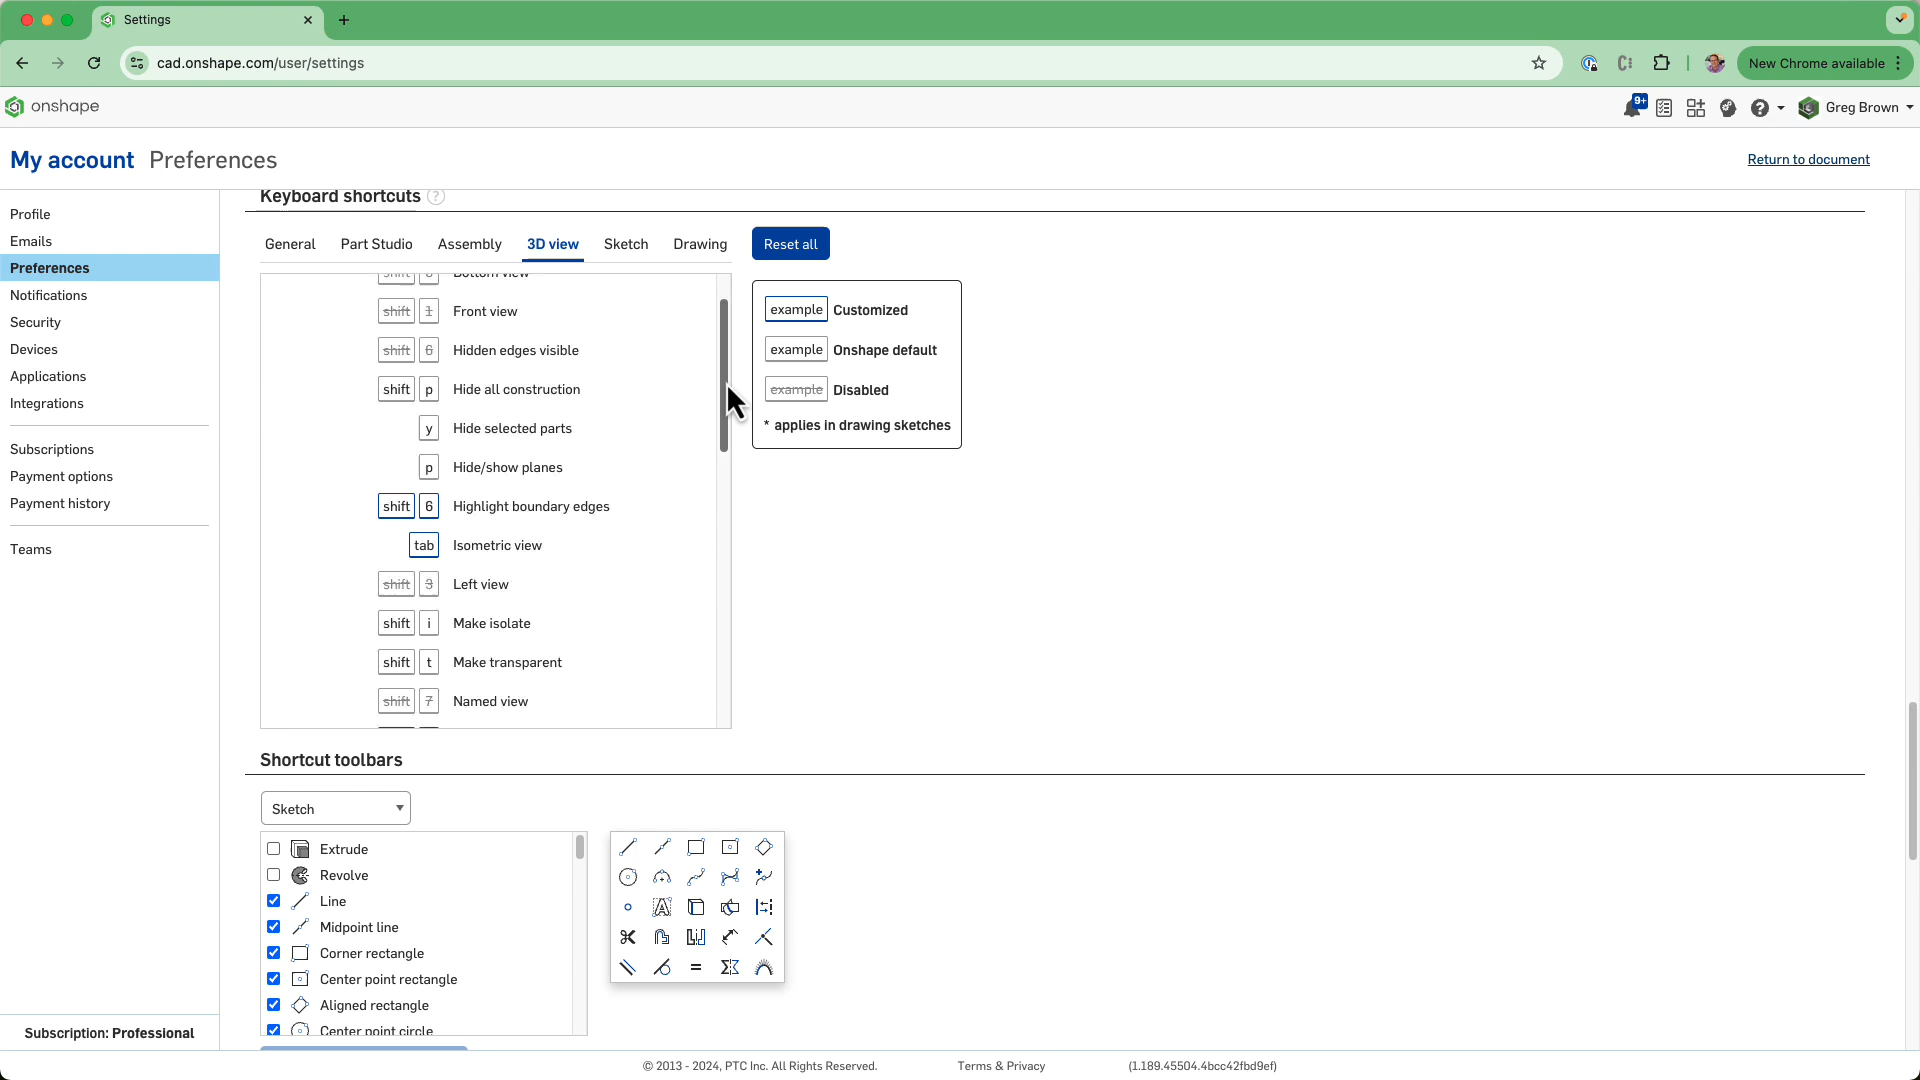 Settings
cad.onshape.com/user/settings
New Chrome available
onshape
9+
Greg Brown
My account Preferences
Return to document
Profile
Emails
Preferences
Notifications
Security
Devices
Applications
Integrations
Subscriptions
Payment options
Payment history
Teams
Subscription: Professional
Keyboard shortcuts ?
General Part Studio Assembly 3D view Sketch Drawing Reset all
shift 8 Bottom view
shift 1 Front view
shift 6 Hidden edges visible
shift p Hide all construction
y Hide selected parts
p Hide/show planes
shift 6 Highlight boundary edges
tab Isometric view
shift 3 Left view
shift i Make isolate
shift t Make transparent
shift 7 Named view
example Customized
example Onshape default
example Disabled
* applies in drawing sketches
Shortcut toolbars
Sketch
Extrude
Revolve
Line
Midpoint line
Corner rectangle
Center point rectangle
Aligned rectangle
Center point circle
© 2013 - 2024, PTC Inc. All Rights Reserved. Terms & Privacy (1.189.45504.4bcc42fbd9ef)